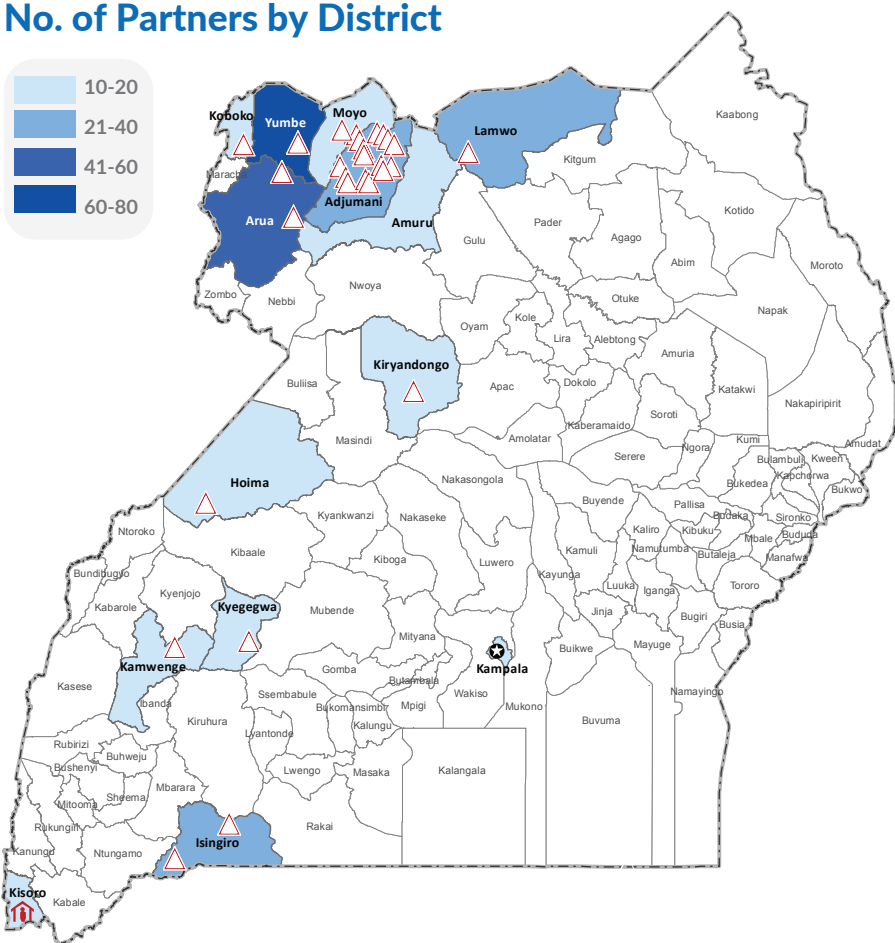 No. of Partners by District
10-20
21-40
41-60
60-80
Kaabong
Koboko
Yumbe
Moyo
Lamwo
Kitgum
Maracha
Adjumani
Arua
Amuru
Gulu
Pader
Agago
Kotido
Abim
Moroto
Zombo
Nebbi
Nwoya
Otuke
Napak
Oyam
Kole
Lira
Alebtong
Amuria
Kiryandongo
Buliisa
Apac
Dokolo
Katakwi
Nakapiripirit
Soroti
Kaberamaido
Masindi
Amolatar
Ngora
Kumi
Amudat
Serere
Bulambuli
Kween
Kapchorwa
Bukedea
Bukwo
Hoima
Nakasongola
Buyende
Pallisa
Kyankwanzi
Nakaseke
Budaka
Sironko
Ntoroko
Kaliro
Kibuku
Mbale
Bududa
Kibaale
Kiboga
Luwero
Kamuli
Namutumba
Butaleja
Manafwa
Bundibugyo
Kayunga
Kyenjojo
Luuka
Iganga
Tororo
Kabarole
Kyegegwa
Mubende
Jinja
Bugiri
Busia
Mityana
Buikwe
Mayuge
Kamwenge
Kampala
Gomba
Butambala
Kasese
Ssembabule
Wakiso
Namayingo
Ibanda
Bukomansimbi
Mpigi
Mukono
Kiruhura
Lyantonde
Kalungu
Buvuma
Rubirizi
Buhweju
Bushenyi
Lwengo
Masaka
Kalangala
Mbarara
Mitooma
Sheema
Rukungiri
Rakai
Isingiro
Kanungu
Ntungamo
Kisoro
Kabale